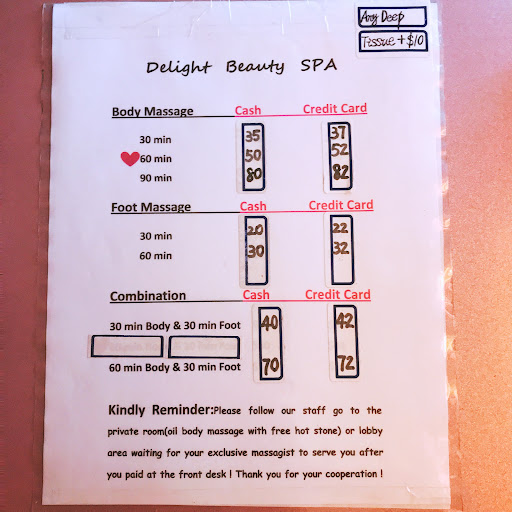 Any Deep
Tissue + $10
Delight Beauty SPA
Body Massage Cash Credit Card
30 min 35 37
60 min 50 52
90 min 80 82
Foot Massage Cash Credit Card
30 min 20 22
60 min 30 32
Combination Cash Credit Card
30 min Body & 30 min Foot 40 42
60 min Body & 30 min Foot 70 72
Kindly Reminder:Please follow our staff go to the
private room(oil body massage with free hot stone) or lobby
area waiting for your exclusive massagist to serve you after
you paid at the front desk ! Thank you for your cooperation !